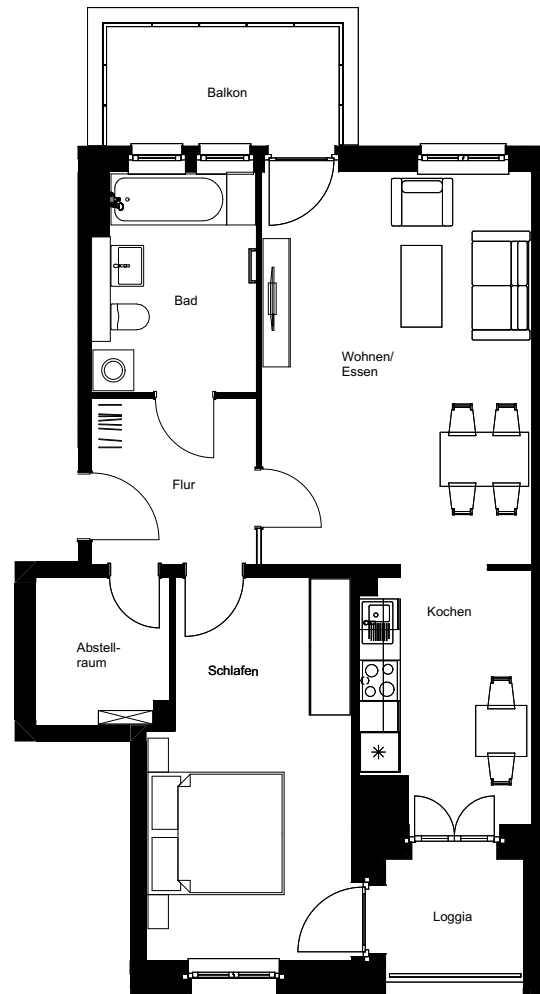 Balkon
Bad
Wohnen/
Essen
Flur
Kochen
Abstell-
raum
Schlafen
Loggia